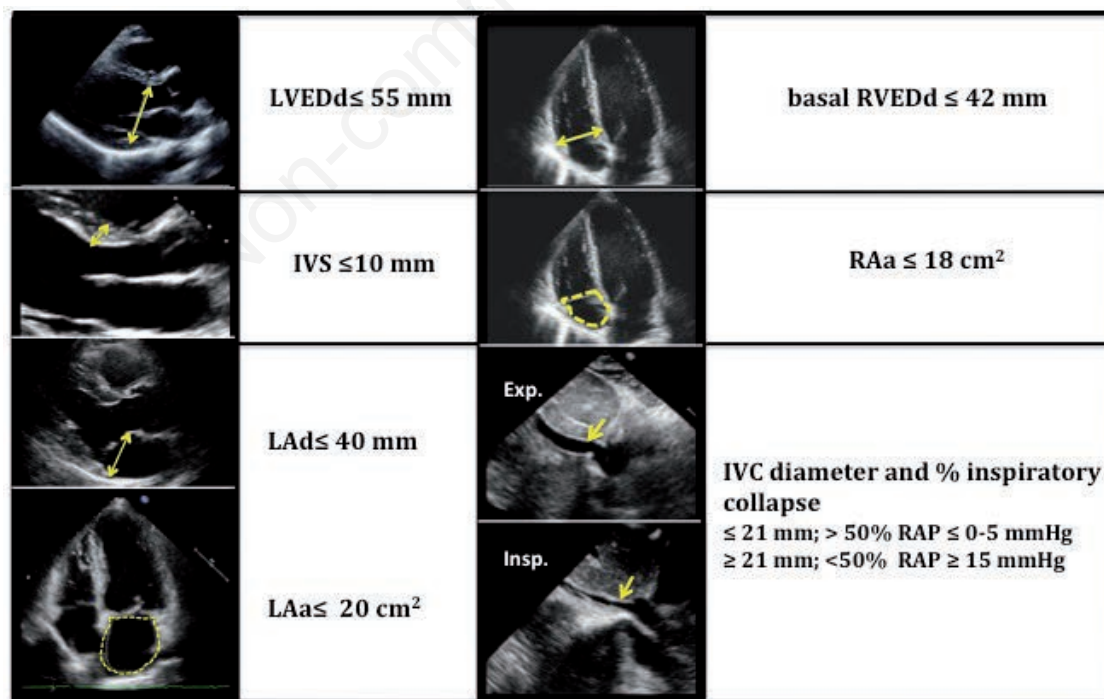 Non-comm
LVEDd≤ 55 mm
basal RVEDd ≤ 42 mm
IVS ≤10 mm
RAa ≤ 18 cm²
LAd≤ 40 mm
LAa≤ 20 cm²
Exp.
Insp.
IVC diameter and % inspiratory
collapse
≤ 21 mm; > 50% RAP ≤ 0-5 mmHg
≥ 21 mm; <50% RAP ≥ 15 mmHg